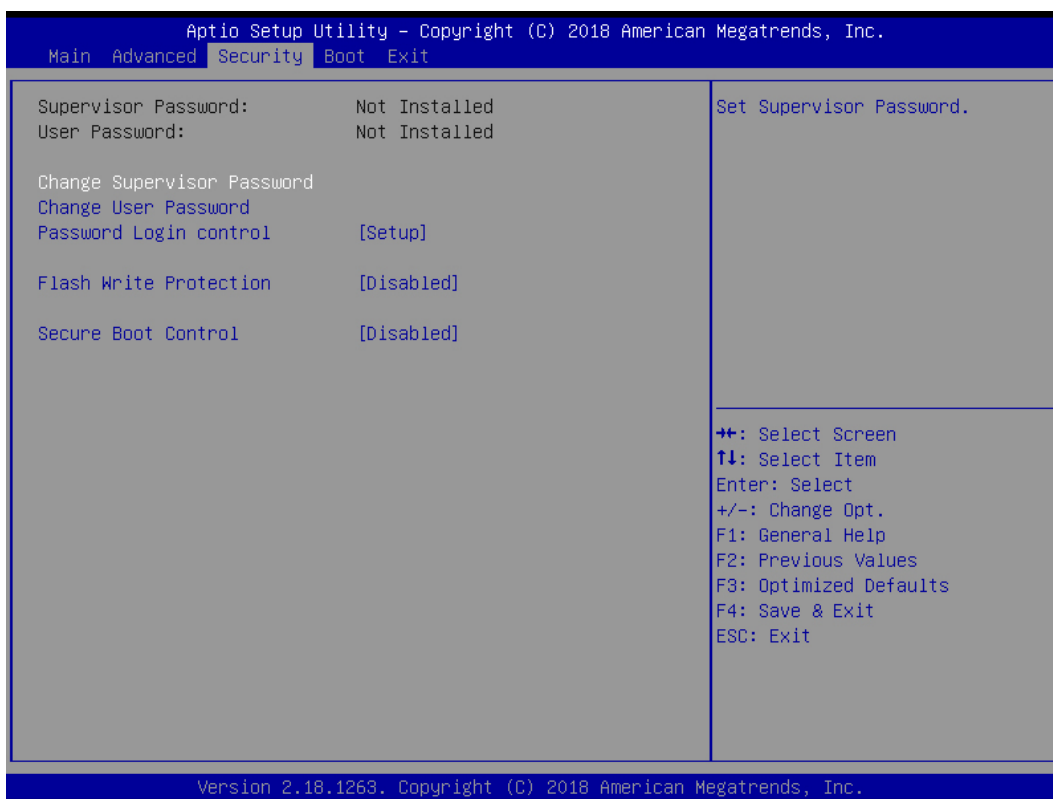 Aptio Setup Utility – Copyright (C) 2018 American Megatrends, Inc.
Main Advanced Security Boot Exit
Supervisor Password: Not Installed
User Password: Not Installed
Change Supervisor Password
Change User Password
Password Login control [Setup]
Flash Write Protection [Disabled]
Secure Boot Control [Disabled]
Set Supervisor Password.
→←: Select Screen
↑↓: Select Item
Enter: Select
+/-: Change Opt.
F1: General Help
F2: Previous Values
F3: Optimized Defaults
F4: Save & Exit
ESC: Exit
Version 2.18.1263. Copyright (C) 2018 American Megatrends, Inc.